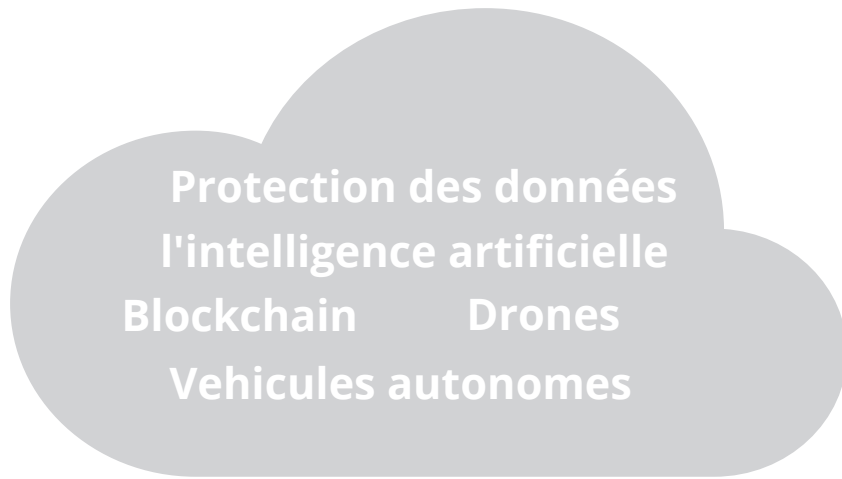 Protection des données
l'intelligence artificielle
Blockchain Drones
Vehicules autonomes